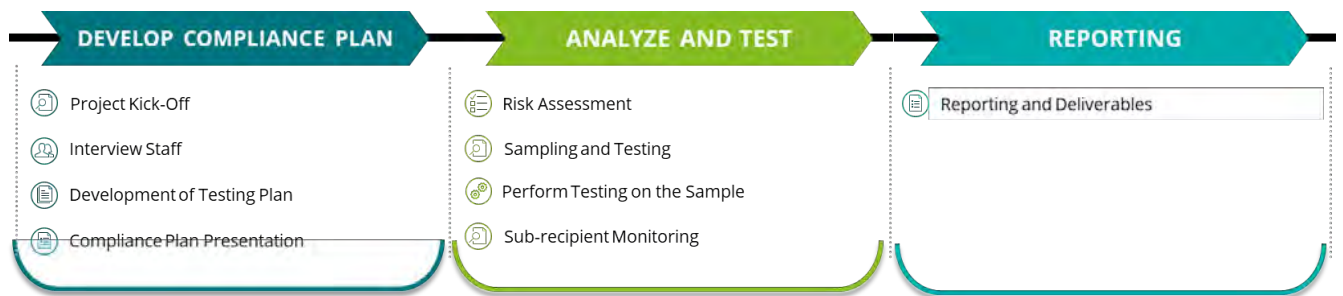 DEVELOP COMPLIANCE PLAN
Project Kick-Off
Interview Staff
Development of Testing Plan
Compliance Plan Presentation
ANALYZE AND TEST
Risk Assessment
Sampling and Testing
Perform Testing on the Sample
Sub-recipient Monitoring
REPORTING
Reporting and Deliverables